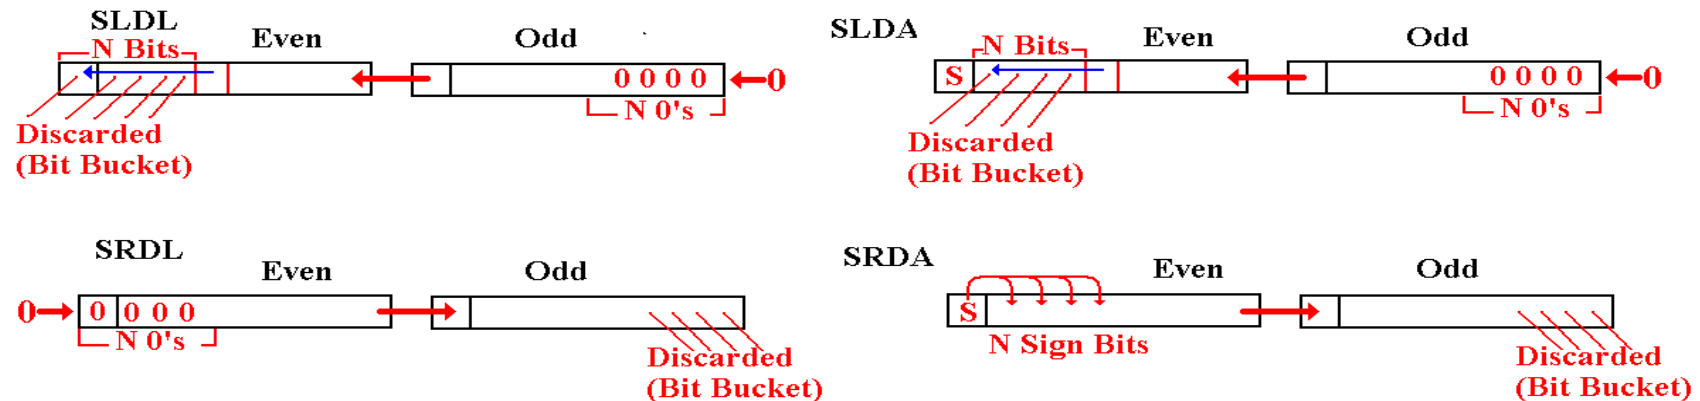 SLDL
N Bits
Even
Odd
0 0 0 0
0
N 0's
Discarded
(Bit Bucket)
SLDA
S
N Bits
Even
Odd
0 0 0 0
0
N 0's
Discarded
(Bit Bucket)
SRDL
Even
Odd
0
0 0 0 0
N 0's
Discarded
(Bit Bucket)
SRDA
Even
Odd
S
N Sign Bits
Discarded
(Bit Bucket)